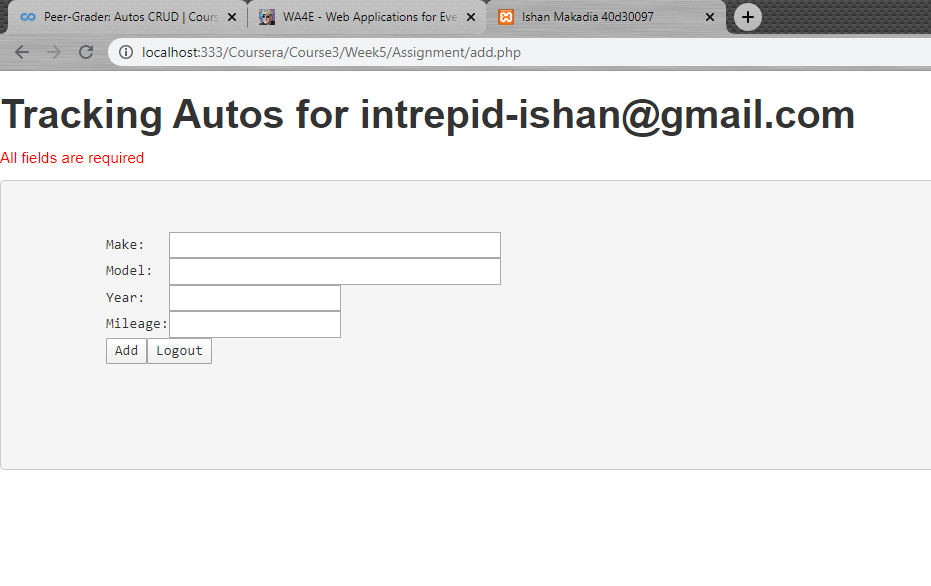 Peer-Grader: Autos CRUD | Cours
WA4E - Web Applications for Eve
Ishan Makadia 40d30097
localhost:333/Coursera/Course3/Week5/Assignment/add.php
Tracking Autos for intrepid-ishan@gmail.com
All fields are required
Make:
Model:
Year:
Mileage:
Add Logout